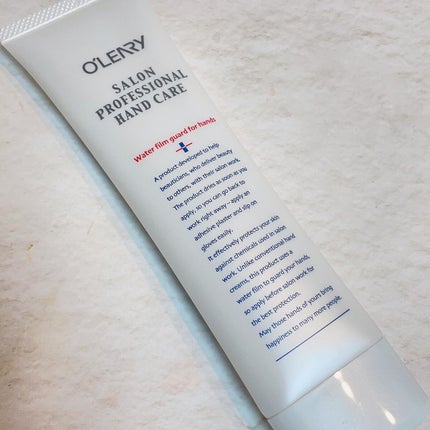 O'LENRY
SALON
PROFESSIONAL
HAND CARE
Water film guard for hands
A product developed to help
beauticians, who deliver beauty
to others, with their salon work.
The product dries as soon as you
apply, so you can go back to
work right away - apply an
adhesive plaster and slip on
gloves easily.
It effectively protects your skin
against chemicals used in salon
work. Unlike conventional hand
creams, this product uses a
water film to guard your hands,
so apply before salon work for
the best protection.
May those hands of yours bring
happiness to many more people.